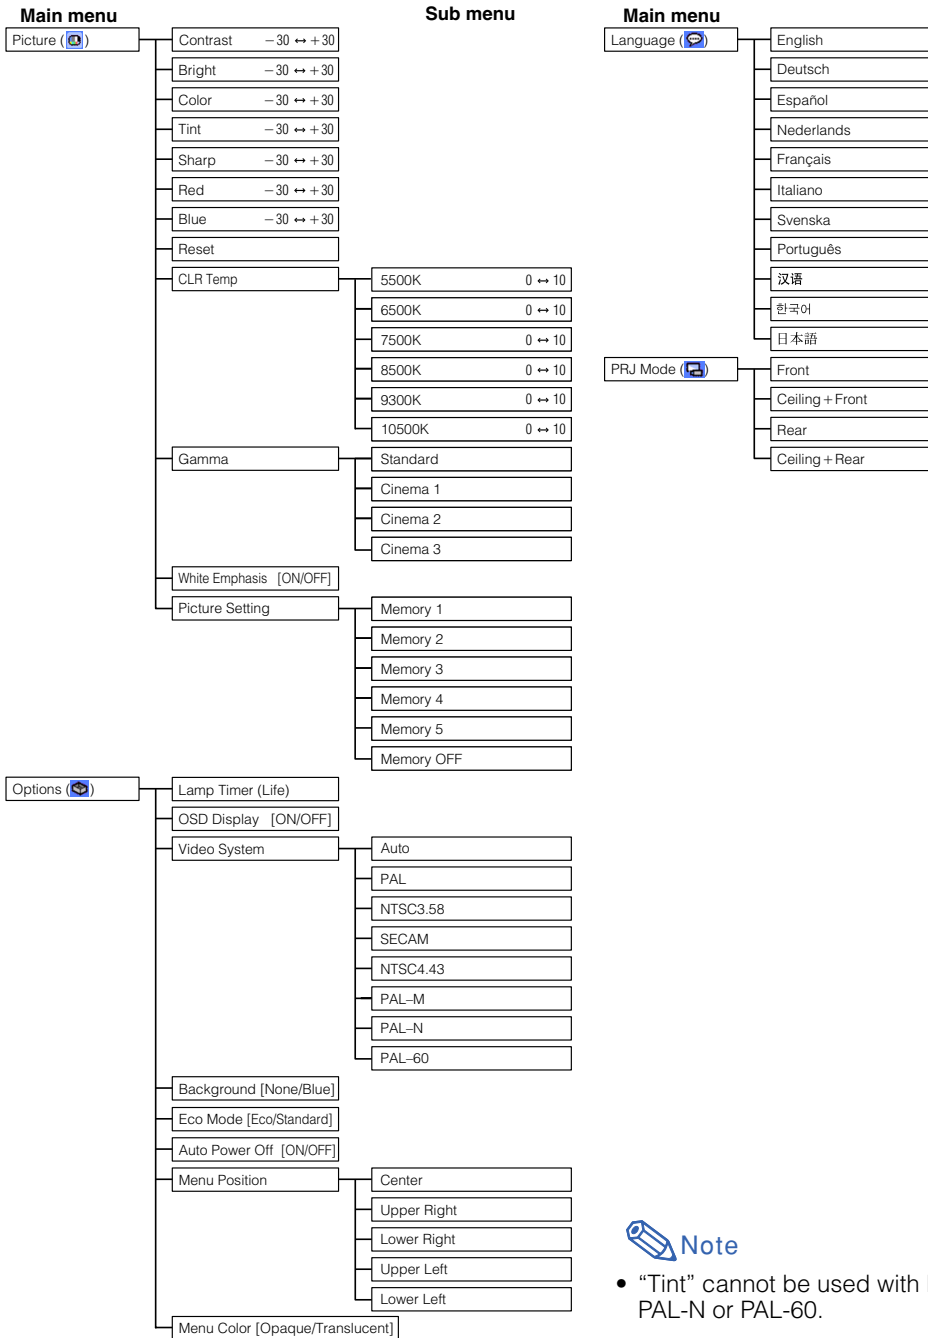 Main menu
Sub menu
Picture ( )
Contrast −30 ↔ +30
Bright −30 ↔ +30
Color −30 ↔ +30
Tint −30 ↔ +30
Sharp −30 ↔ +30
Red −30 ↔ +30
Blue −30 ↔ +30
Reset
CLR Temp
5500K 0 ↔ 10
6500K 0 ↔ 10
7500K 0 ↔ 10
8500K 0 ↔ 10
9300K 0 ↔ 10
10500K 0 ↔ 10
Gamma
Standard
Cinema 1
Cinema 2
Cinema 3
White Emphasis [ON/OFF]
Picture Setting
Memory 1
Memory 2
Memory 3
Memory 4
Memory 5
Memory OFF
Options ( )
Lamp Timer (Life)
OSD Display [ON/OFF]
Video System
Auto
PAL
NTSC3.58
SECAM
NTSC4.43
PAL–M
PAL–N
PAL–60
Background [None/Blue]
Eco Mode [Eco/Standard]
Auto Power Off [ON/OFF]
Menu Position
Center
Upper Right
Lower Right
Upper Left
Lower Left
Menu Color [Opaque/Translucent]
Main menu
Language ( )
English
Deutsch
Español
Nederlands
Français
Italiano
Svenska
Português
汉语
한국어
日本語
PRJ Mode ( )
Front
Ceiling+Front
Rear
Ceiling+Rear
Note
• “Tint” cannot be used with
PAL-N or PAL-60.